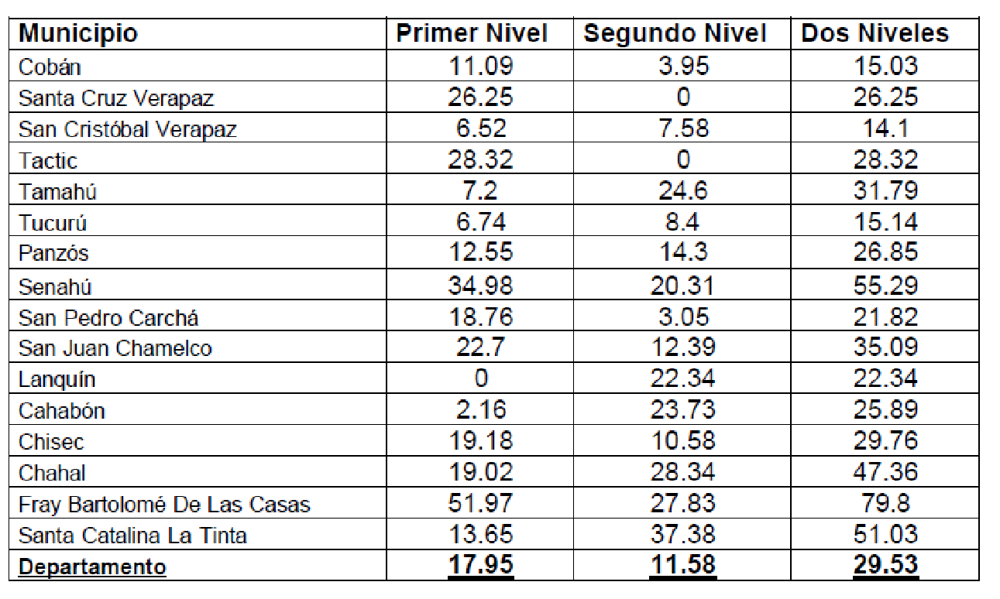 Municipio Primer Nivel Segundo Nivel Dos Niveles
Cobán 11.09 3.95 15.03
Santa Cruz Verapaz 26.25 0 26.25
San Cristóbal Verapaz 6.52 7.58 14.1
Tactic 28.32 0 28.32
Tamahú 7.2 24.6 31.79
Tucurú 6.74 8.4 15.14
Panzós 12.55 14.3 26.85
Senahú 34.98 20.31 55.29
San Pedro Carchá 18.76 3.05 21.82
San Juan Chamelco 22.7 12.39 35.09
Lanquín 0 22.34 22.34
Cahabón 2.16 23.73 25.89
Chisec 19.18 10.58 29.76
Chahal 19.02 28.34 47.36
Fray Bartolomé De Las Casas 51.97 27.83 79.8
Santa Catalina La Tinta 13.65 37.38 51.03
Departamento 17.95 11.58 29.53